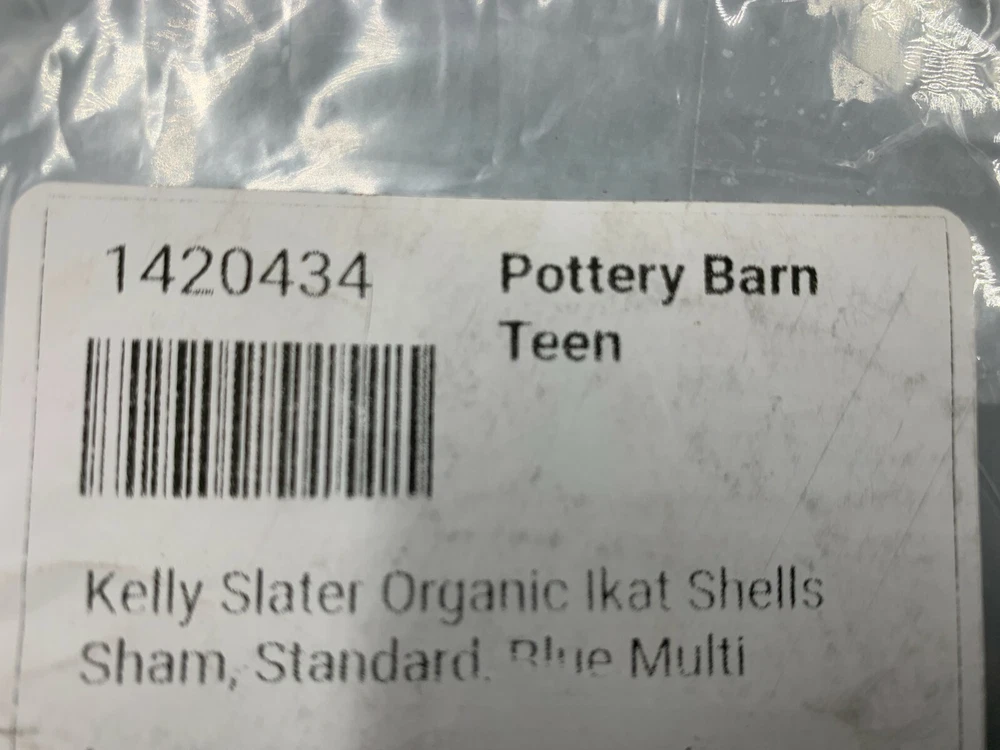 1420434
Pottery Barn
Teen
Kelly Slater Organic Ikat Shells
Sham, Standard, Blue Multi